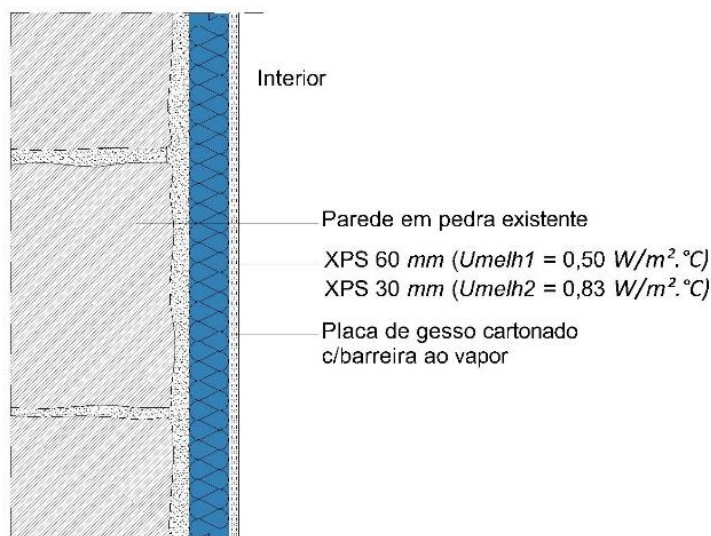 Interior
Parede em pedra existente
XPS 60 mm (Umelh1 = 0,50 W/m².°C)
XPS 30 mm (Umelh2 = 0,83 W/m².°C)
Placa de gesso cartonado
c/barreira ao vapor